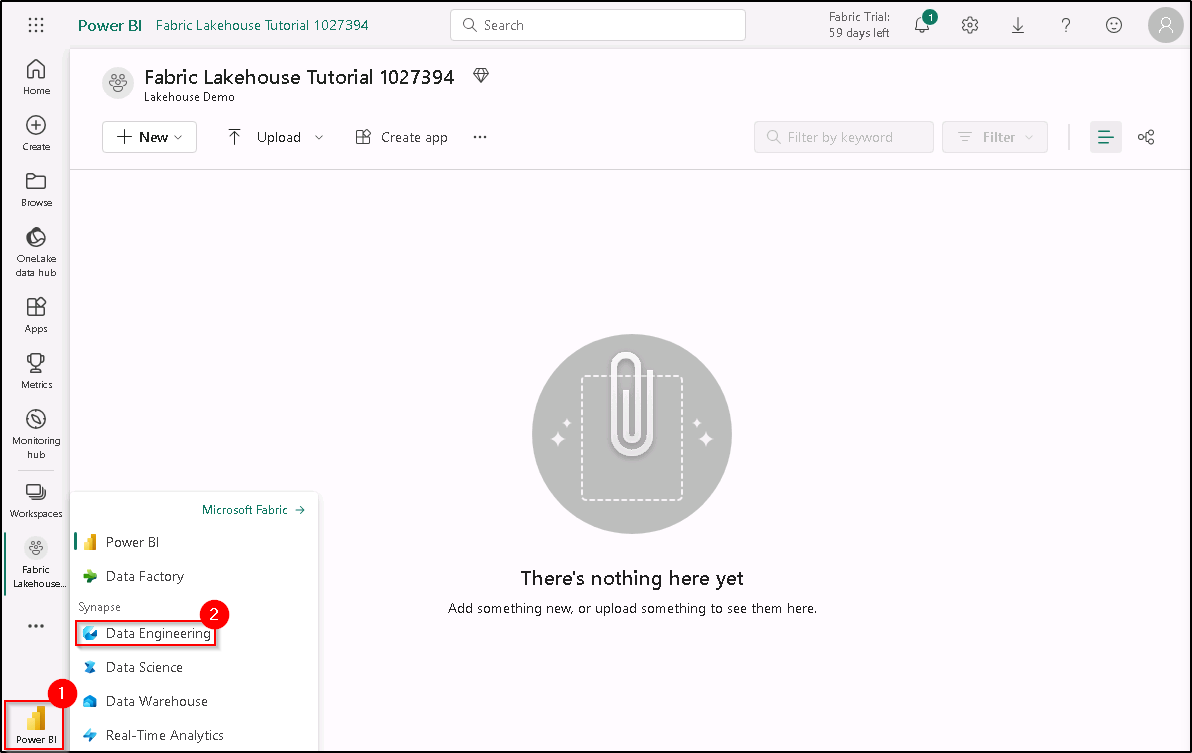 Power BI Fabric Lakehouse Tutorial 1027394
Search
Fabric Trial:
59 days left
1
?
Home
Create
Browse
OneLake
data hub
Apps
Metrics
Monitoring
hub
Workspaces
Fabric
Lakehouse...
Power BI
1
Fabric Lakehouse Tutorial 1027394
Lakehouse Demo
New
Upload
Create app
Filter by keyword
Filter
There's nothing here yet
Add something new, or upload something to see them here.
Microsoft Fabric
Power BI
Data Factory
Synapse
2
Data Engineering
Data Science
Data Warehouse
Real-Time Analytics